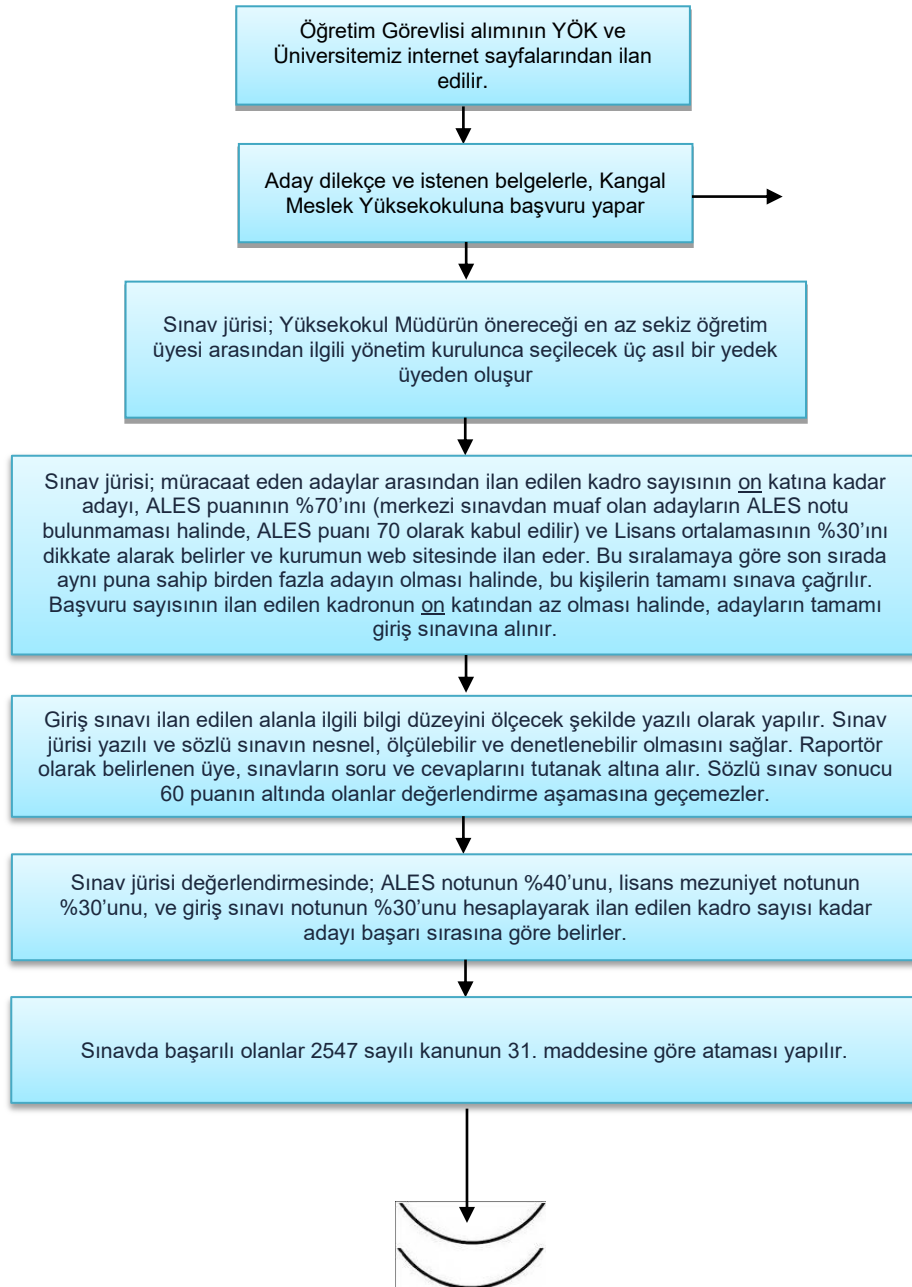 Öğretim Görevlisi alımının YÖK ve
Üniversitemiz internet sayfalarından ilan
edilir.
Aday dilekçe ve istenen belgelerle, Kangal
Meslek Yüksekokuluna başvuru yapar
Sınav jürisi; Yüksekokul Müdürün önereceği en az sekiz öğretim
üyesi arasından ilgili yönetim kurulunca seçilecek üç asıl bir yedek
üyeden oluşur
Sınav jürisi; müracaat eden adaylar arasından ilan edilen kadro sayısının on katına kadar
adayı, ALES puanının %70’ını (merkezi sınavdan muaf olan adayların ALES notu
bulunmaması halinde, ALES puanı 70 olarak kabul edilir) ve Lisans ortalamasının %30’ını
dikkate alarak belirler ve kurumun web sitesinde ilan eder. Bu sıralamaya göre son sırada
aynı puna sahip birden fazla adayın olması halinde, bu kişilerin tamamı sınava çağrılır.
Başvuru sayısının ilan edilen kadronun on katından az olması halinde, adayların tamamı
giriş sınavına alınır.
Giriş sınavı ilan edilen alanla ilgili bilgi düzeyini ölçecek şekilde yazılı olarak yapılır. Sınav
jürisi yazılı ve sözlü sınavın nesnel, ölçülebilir ve denetlenebilir olmasını sağlar. Raportör
olarak belirlenen üye, sınavların soru ve cevaplarını tutanak altına alır. Sözlü sınav sonucu
60 puanın altında olanlar değerlendirme aşamasına geçemezler.
Sınav jürisi değerlendirmesinde; ALES notunun %40’unu, lisans mezuniyet notunun
%30’unu, ve giriş sınavı notunun %30’unu hesaplayarak ilan edilen kadro sayısı kadar
adayı başarı sırasına göre belirler.
Sınavda başarılı olanlar 2547 sayılı kanunun 31. maddesine göre ataması yapılır.